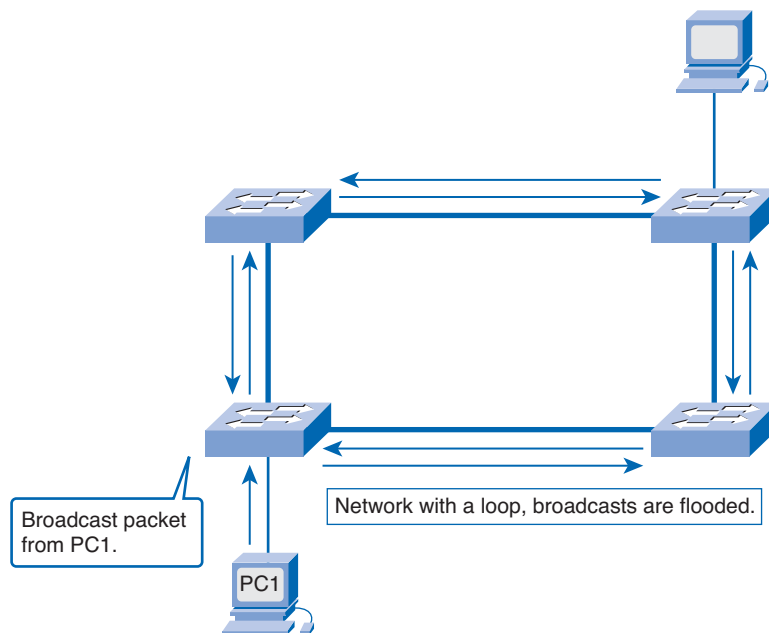 Network with a loop, broadcasts are flooded.
Broadcast packet
from PC1.
PC1